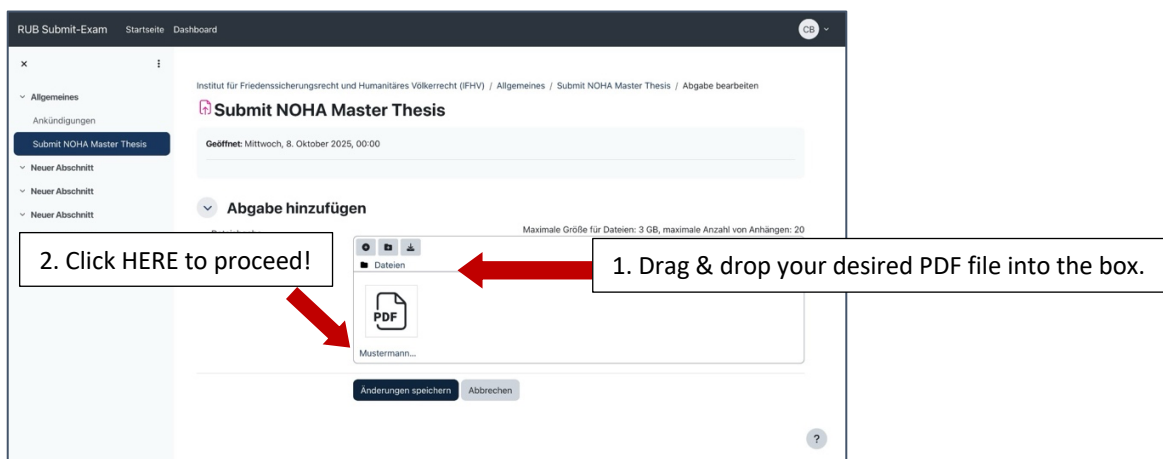 RUB Submit-Exam Startseite Dashboard CB
Allgemeines
Ankündigungen
Submit NOHA Master Thesis
Neuer Abschnitt
Neuer Abschnitt
Neuer Abschnitt
Institut für Friedenssicherungsrecht und Humanitäres Völkerrecht (IFHV) / Allgemeines / Submit NOHA Master Thesis / Abgabe bearbeiten
Submit NOHA Master Thesis
Geöffnet: Mittwoch, 8. Oktober 2025, 00:00
Abgabe hinzufügen
Maximale Größe für Dateien: 3 GB, maximale Anzahl von Anhängen: 20
2. Click HERE to proceed!
1. Drag & drop your desired PDF file into the box.
Dateien
PDF
Mustermann...
Änderungen speichern Abbrechen
?